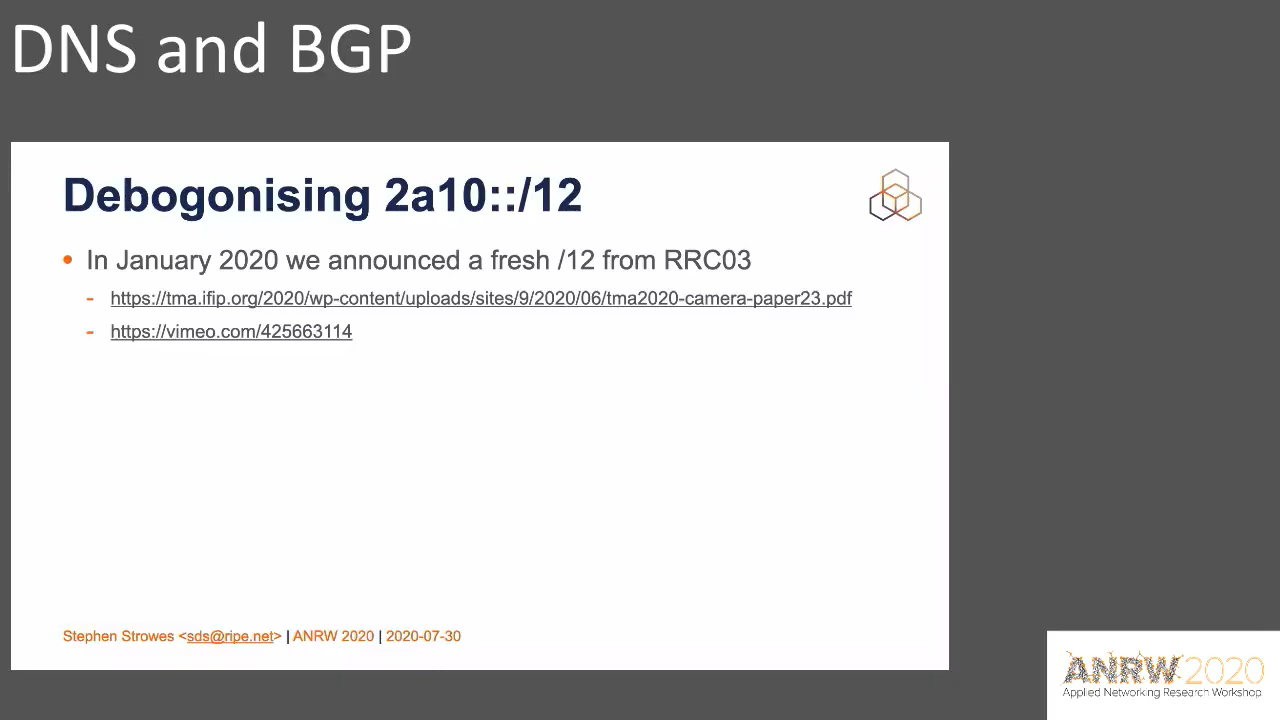 DNS and BGP
Debogonising 2a10::/12
• In January 2020 we announced a fresh /12 from RRC03
- https://tma.ifip.org/2020/wp-content/uploads/sites/9/2020/06/tma2020-camera-paper23.pdf
- https://vimeo.com/425663114
Stephen Strowes <sds@ripe.net> | ANRW 2020 | 2020-07-30
ANRW2020
Applied Networking Research Workshop